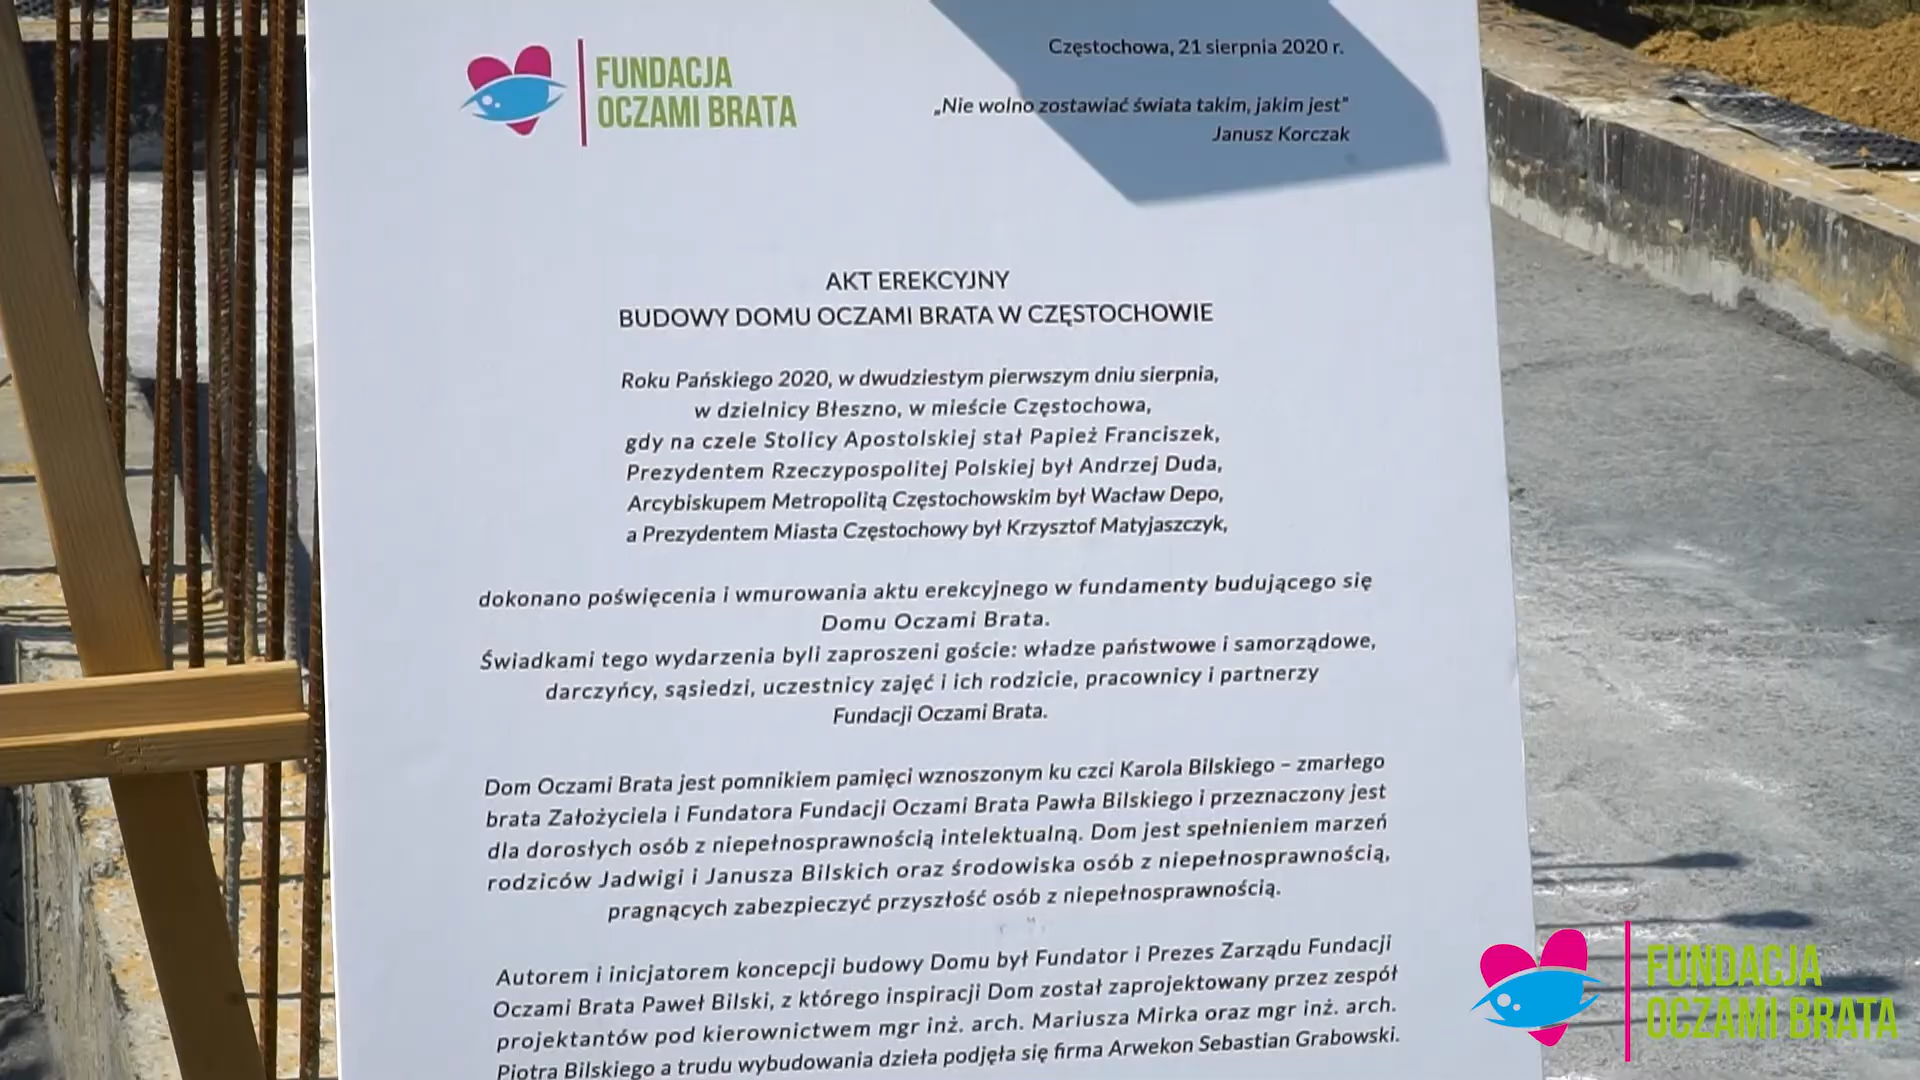 FUNDACJA
OCZAMI BRATA
Częstochowa, 21 sierpnia 2020 r.
„Nie wolno zostawiać świata takim, jakim jest”
Janusz Korczak
AKT EREKCYJNY
BUDOWY DOMU OCZAMI BRATA W CZĘSTOCHOWIE
Roku Pańskiego 2020, w dwudziestym pierwszym dniu sierpnia,
w dzielnicy Błeszno, w mieście Częstochowa,
gdy na czele Stolicy Apostolskiej stał Papież Franciszek,
Prezydentem Rzeczypospolitej Polskiej był Andrzej Duda,
Arcybiskupem Metropolitą Częstochowskim był Wacław Depo,
a Prezydentem Miasta Częstochowy był Krzysztof Matyjaszczyk,
dokonano poświęcenia i wmurowania aktu erekcyjnego w fundamenty budującego się
Domu Oczami Brata.
Świadkami tego wydarzenia byli zaproszeni goście: władze państwowe i samorządowe,
darczyńcy, sąsiedzi, uczestnicy zajęć i ich rodzicie, pracownicy i partnerzy
Fundacji Oczami Brata.
Dom Oczami Brata jest pomnikiem pamięci wznoszonym ku czci Karola Bilskiego – zmarłego
brata Założyciela i Fundatora Fundacji Oczami Brata Pawła Bilskiego i przeznaczony jest
dla dorosłych osób z niepełnosprawnością intelektualną. Dom jest spełnieniem marzeń
rodziców Jadwigi i Janusza Bilskich oraz środowiska osób z niepełnosprawnością,
pragnących zabezpieczyć przyszłość osób z niepełnosprawnością.
Autorem i inicjatorem koncepcji budowy Domu był Fundator i Prezes Zarządu Fundacji
Oczami Brata Paweł Bilski, z którego inspiracji Dom został zaprojektowany przez zespół
projektantów pod kierownictwem mgr inż. arch. Mariusza Mirka oraz mgr inż. arch.
Piotra Bilskiego a trudu wybudowania dzieła podjęła się firma Arwekon Sebastian Grabowski.
FUNDACJA
OCZAMI BRATA